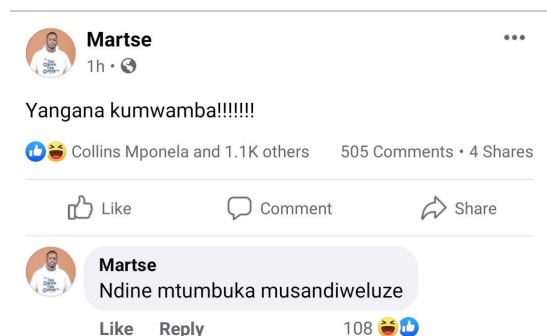 Martse
1h
Yangana kumwamba!!!!!!!
Collins Mponela and 1.1K others 505 Comments • 4 Shares
Like Comment Share
Martse
Ndine mtumbuka musandiweluze
Like Reply 108